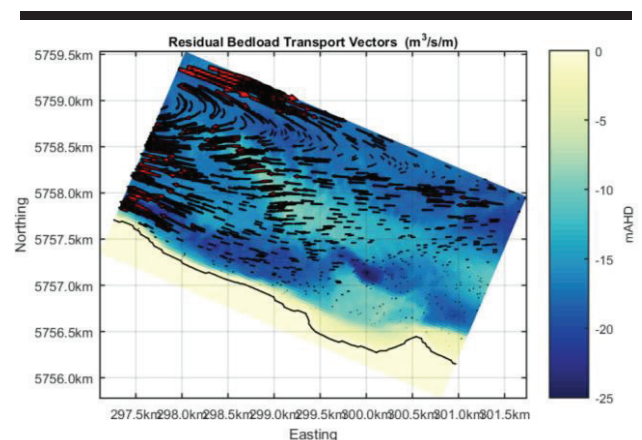 Residual Bedload Transport Vectors (m³/s/m)
5759.5km
5759.0km
5758.5km
5758.0km
5757.5km
5757.0km
5756.5km
5756.0km
Northing
297.5km298.0km298.5km299.0km299.5km300.0km300.5km301.0km301.5km
Easting
0
-5
-10
-15
-20
-25
mAHD